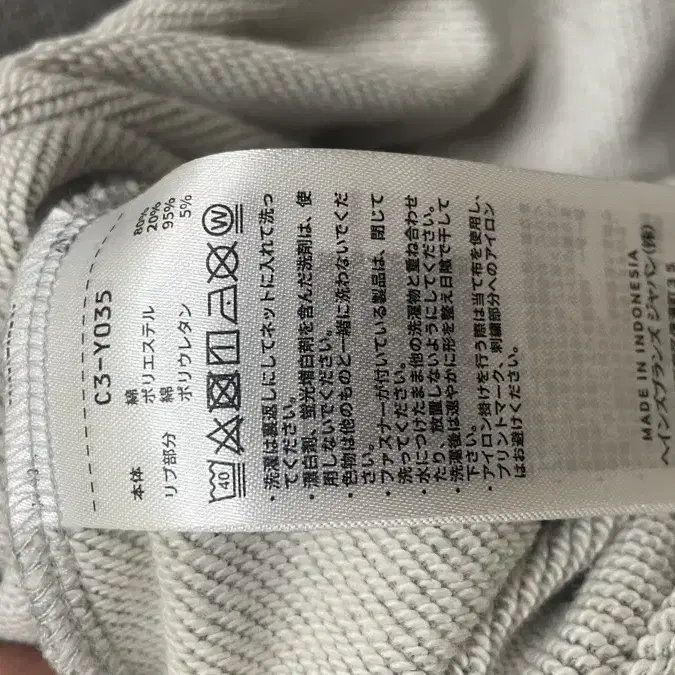 C3-Y035
本体 綿 80%
ポリエステル 20%
リブ部分 綿 95%
ポリウレタン 5%
40 W
・洗濯は裏返しにしてネットに入れて洗っ
てください。
・漂白剤、蛍光増白剤を含んだ洗剤は、使
用しないでください。
・色物は他のものと一緒に洗わないでくだ
さい。
・ファスナーが付いている製品は、閉じて
洗ってください。
・水につけたまま他の洗濯物と重ね合わせ
たり、放置しないようにしてください。
・洗濯後は速やかに形を整え日陰で干して
下さい。
・アイロン掛けを行う際は当て布を使用し、
プリントマーク、刺繍部分へのアイロン
はお避けください。
MADE IN INDONESIA
ヘインズブランズ ジャパン(株)